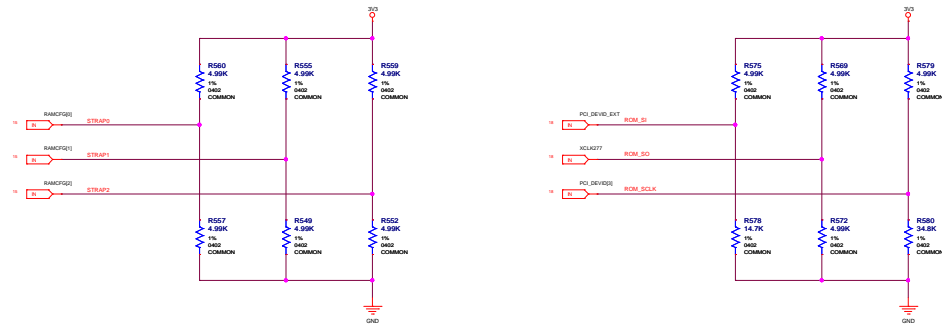 3V3
R560
4.99K
1%
0402
COMMON
R555
4.99K
1%
0402
COMMON
R559
4.99K
1%
0402
COMMON
RAMCFG[0]
IN
STRAP0
RAMCFG[1]
IN
STRAP1
RAMCFG[2]
IN
STRAP2
R557
4.99K
1%
0402
COMMON
R549
4.99K
1%
0402
COMMON
R552
4.99K
1%
0402
COMMON
GND
3V3
R575
4.99K
1%
0402
COMMON
R569
4.99K
1%
0402
COMMON
R579
4.99K
1%
0402
COMMON
PCI_DEVID_EXT
IN
ROM_SI
XCLK277
IN
ROM_SO
PCI_DEVID[3]
IN
ROM_SCLK
R578
14.7K
1%
0402
COMMON
R572
4.99K
1%
0402
COMMON
R580
34.8K
1%
0402
COMMON
GND